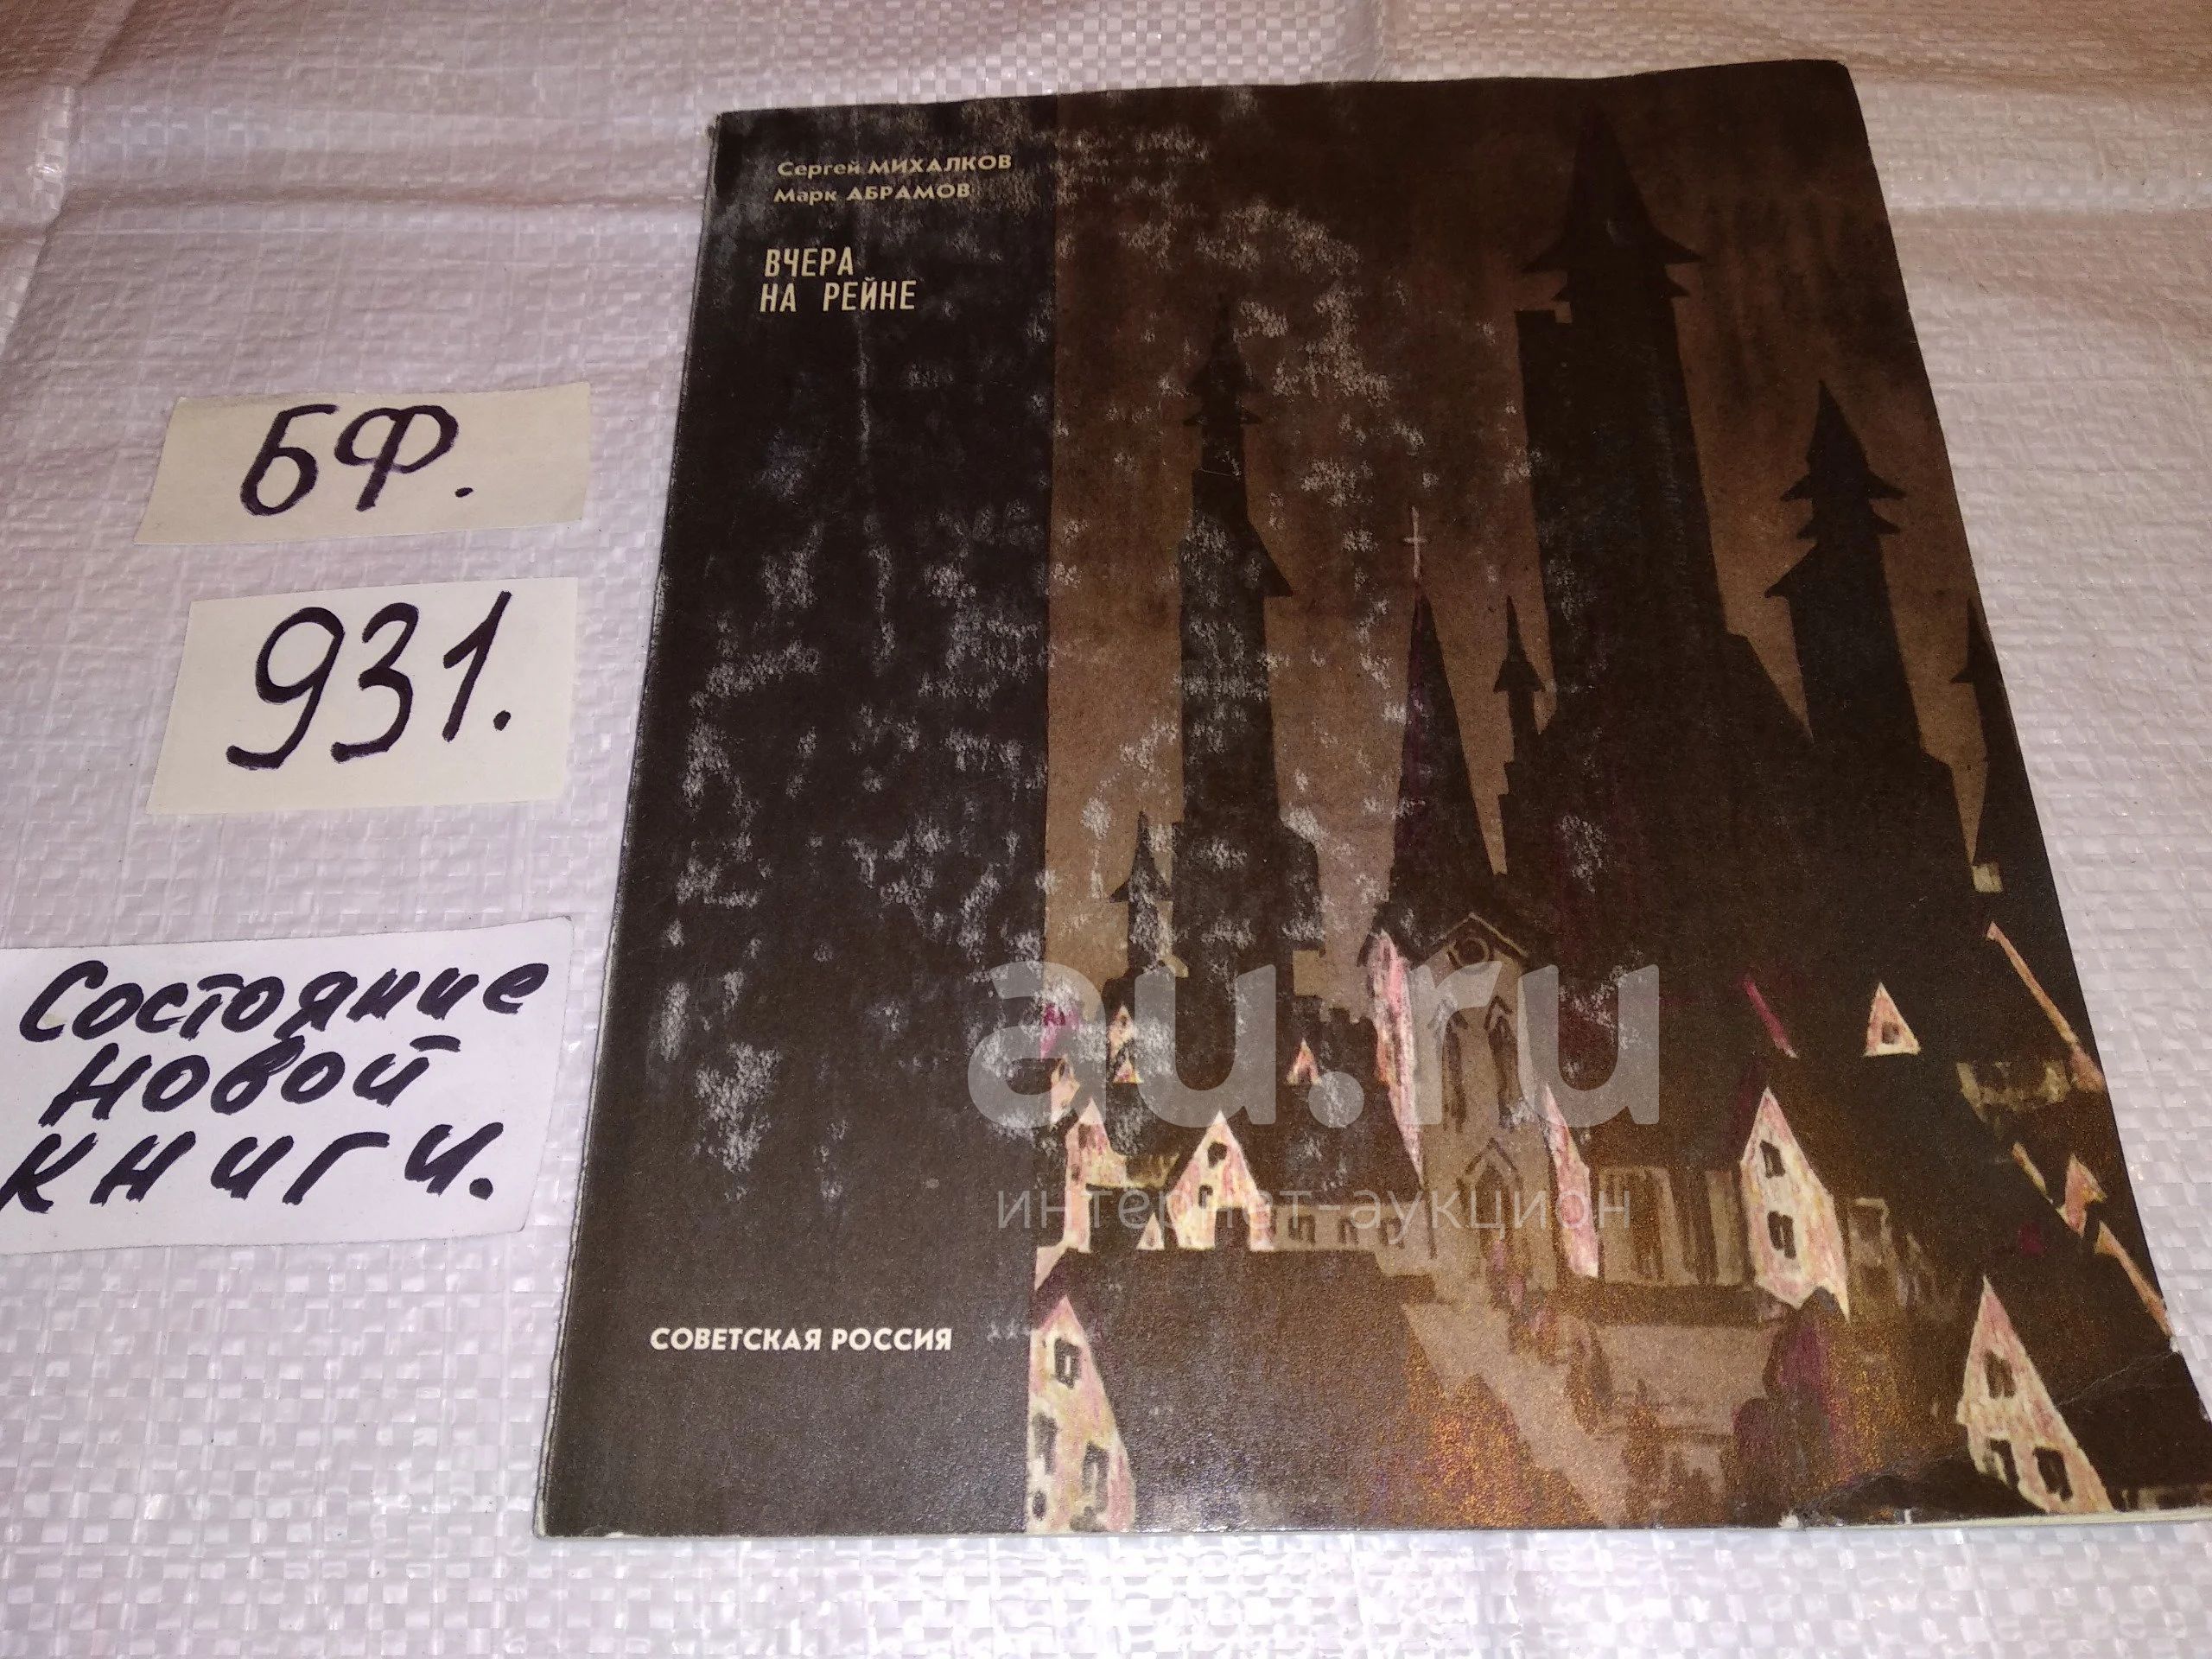 Сергей МИХАЛКОВ
Марк АБРАМОВ
ВЧЕРА
НА РЕЙНЕ
БФ.
931.
Состояние
новой
книги.
au.ru
интернет-аукцион
СОВЕТСКАЯ РОССИЯ